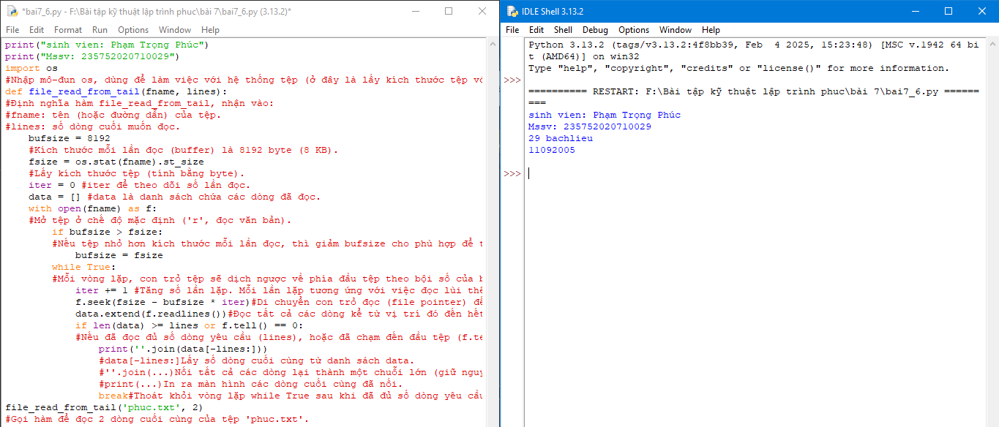 *bai7_6.py - F:\Bài tập kỹ thuật lập trình phuc\bài 7\bai7_6.py (3.13.2)*
File Edit Format Run Options Window Help
print("sinh vien: Phạm Trọng Phúc")
print("Mssv: 235752020710029")
import os
#Nhập mô-đun os, dùng để làm việc với hệ thống tệp (ở đây là lấy kích thước tệp
def file_read_from_tail(fname, lines):
#Định nghĩa hàm file_read_from_tail, nhận vào:
#fname: tên (hoặc đường dẫn) của tệp.
#lines: số dòng cuối muốn đọc.
    bufsize = 8192
    #Kích thước mỗi lần đọc (buffer) là 8192 byte (8 KB).
    fsize = os.stat(fname).st_size
    #Lấy kích thước tệp (tính bằng byte).
    iter = 0 #iter để theo dõi số lần đọc.
    data = [] #data là danh sách chứa các dòng đã đọc.
    with open(fname) as f:
    #Mở tệp ở chế độ mặc định ('r', đọc văn bản).
        if bufsize > fsize:
        #Nếu tệp nhỏ hơn kích thước mỗi lần đọc, thì giảm bufsize cho phù hợp để
            bufsize = fsize
        while True:
        #Mỗi vòng lặp, con trỏ tệp sẽ dịch ngược về phía đầu tệp theo bội số của
            iter += 1 #Tăng số lần lặp. Mỗi lần lặp tương ứng với việc đọc lùi
            f.seek(fsize - bufsize * iter)#Di chuyển con trỏ đọc (file pointer)
            data.extend(f.readlines())#Đọc tất cả các dòng kể từ vị trí đó đến hết
            if len(data) >= lines or f.tell() == 0:
            #Nếu đã đọc đủ số dòng yêu cầu (lines), hoặc đã chạm đến đầu tệp (f.te
                print(''.join(data[-lines:]))
                #data[-lines:]Lấy số dòng cuối cùng từ danh sách data.
                #''.join(...)Nối tất cả các dòng lại thành một chuỗi lớn (giữ
                #print(...)In ra màn hình các dòng cuối cùng đã nối.
                break#Thoát khỏi vòng lặp while True sau khi đã đủ số dòng yêu cầu
file_read_from_tail('phuc.txt', 2)
#Gọi hàm để đọc 2 dòng cuối cùng của tệp 'phuc.txt'.
IDLE Shell 3.13.2
File Edit Shell Debug Options Window Help
Python 3.13.2 (tags/v3.13.2:4f8bb39, Feb  4 2025, 15:23:48) [MSC v.1942 64 bi
t (AMD64)] on win32
Type "help", "copyright", "credits" or "license()" for more information.
>>>
========== RESTART: F:\Bài tập kỹ thuật lập trình phuc\bài 7\bai7_6.py ======
===
sinh vien: Phạm Trọng Phúc
Mssv: 235752020710029
29 bachlieu
11092005
>>>